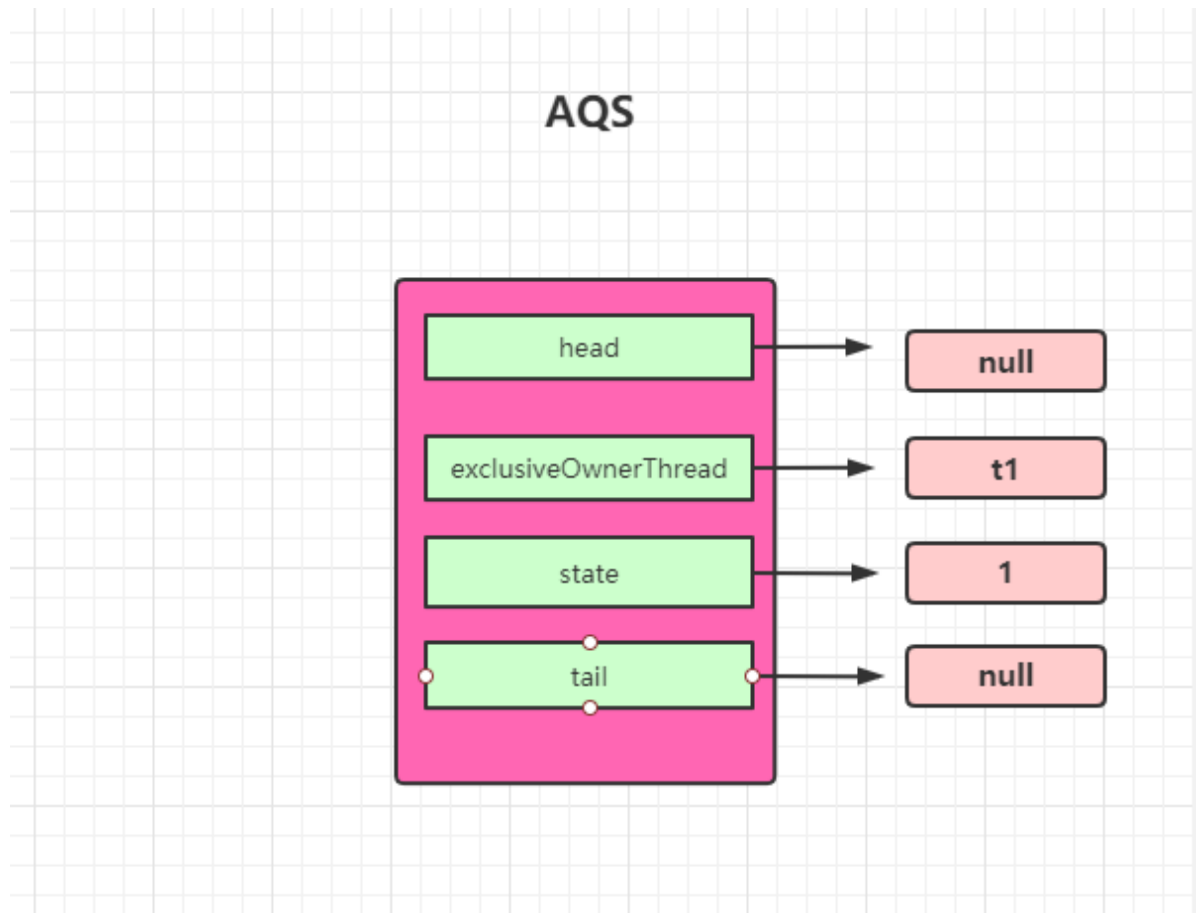 AQS
head
null
exclusiveOwnerThread
t1
state
1
tail
null